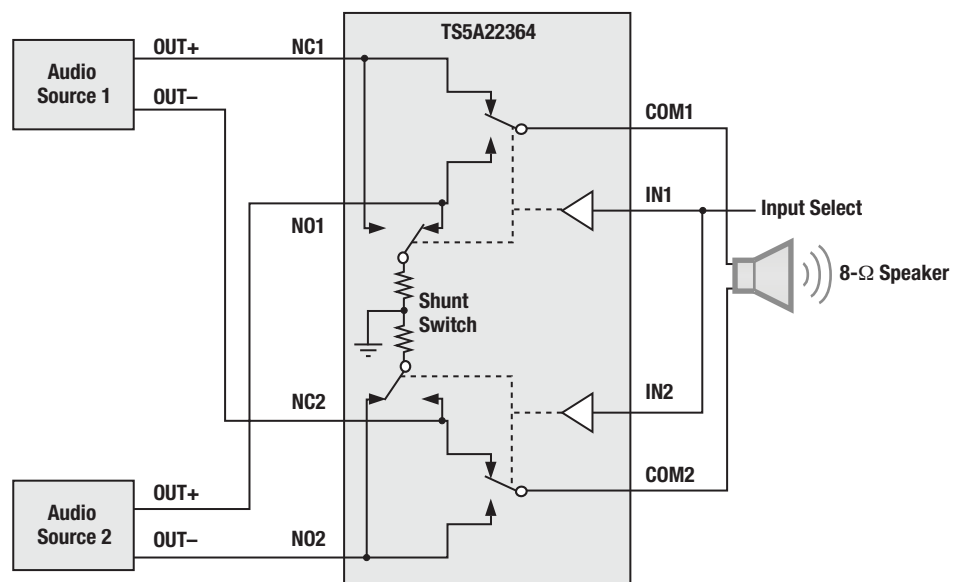 TS5A22364
Audio
Source 1
OUT+
NC1
OUT–
COM1
IN1
Input Select
NO1
8-Ω Speaker
Shunt
Switch
NC2
IN2
COM2
Audio
Source 2
OUT+
OUT–
NO2